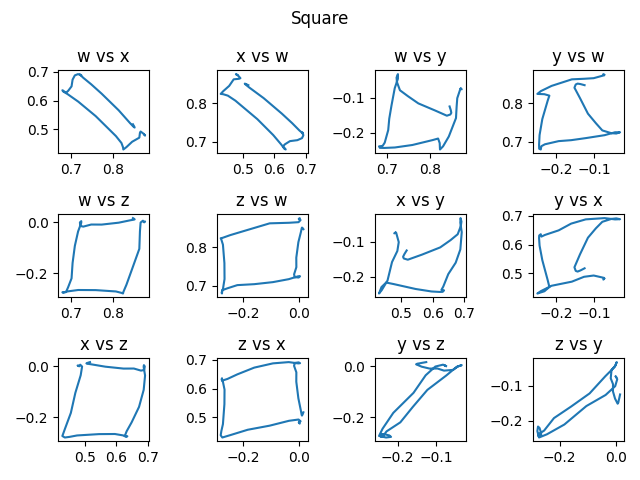 Square
w vs x x vs w w vs y y vs w
0.7 0.6 0.5 0.8 0.7 −0.1 −0.2 0.8 0.7
0.7 0.8 0.5 0.6 0.7 0.7 0.8 −0.2 −0.1
w vs z z vs w x vs y y vs x
0.0 −0.2 0.8 0.7 −0.1 −0.2 0.7 0.6 0.5
0.7 0.8 −0.2 0.0 0.5 0.6 0.7 −0.2 −0.1
x vs z z vs x y vs z z vs y
0.0 −0.2 0.7 0.6 0.5 0.0 −0.2 −0.1 −0.2
0.5 0.6 0.7 −0.2 0.0 −0.2 −0.1 −0.2 0.0